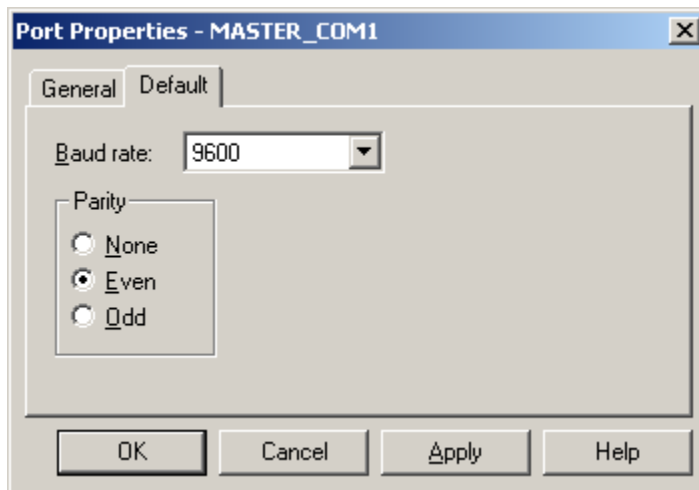 Port Properties - MASTER_COM1
General Default
Baud rate: 9600
Parity
None
Even
Odd
OK Cancel Apply Help